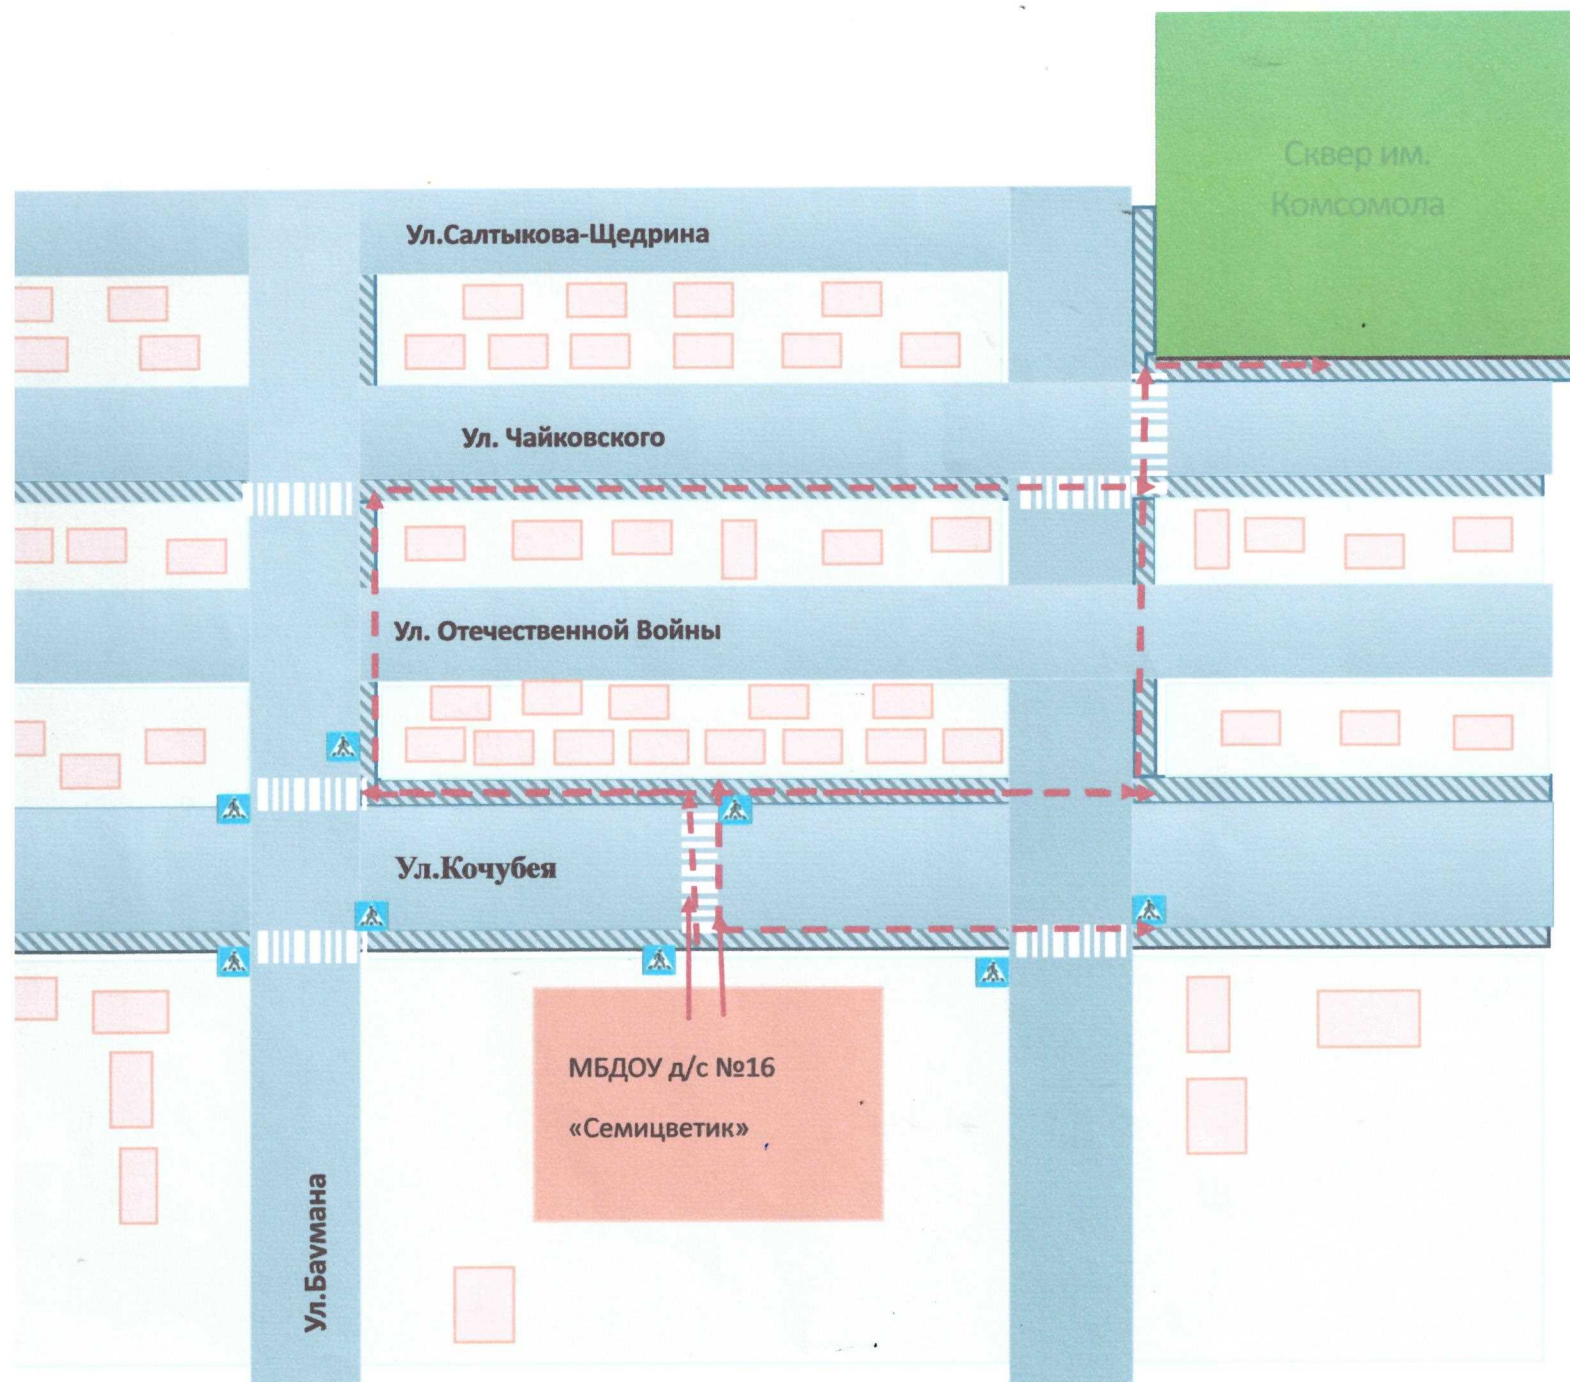 Сквер им.
Комсомола
Ул.Салтыкова-Щедрина
Ул. Чайковского
Ул. Отечественной Войны
Ул.Кочубея
МБДОУ д/с №16
«Семицветик»
Ул.Баумана